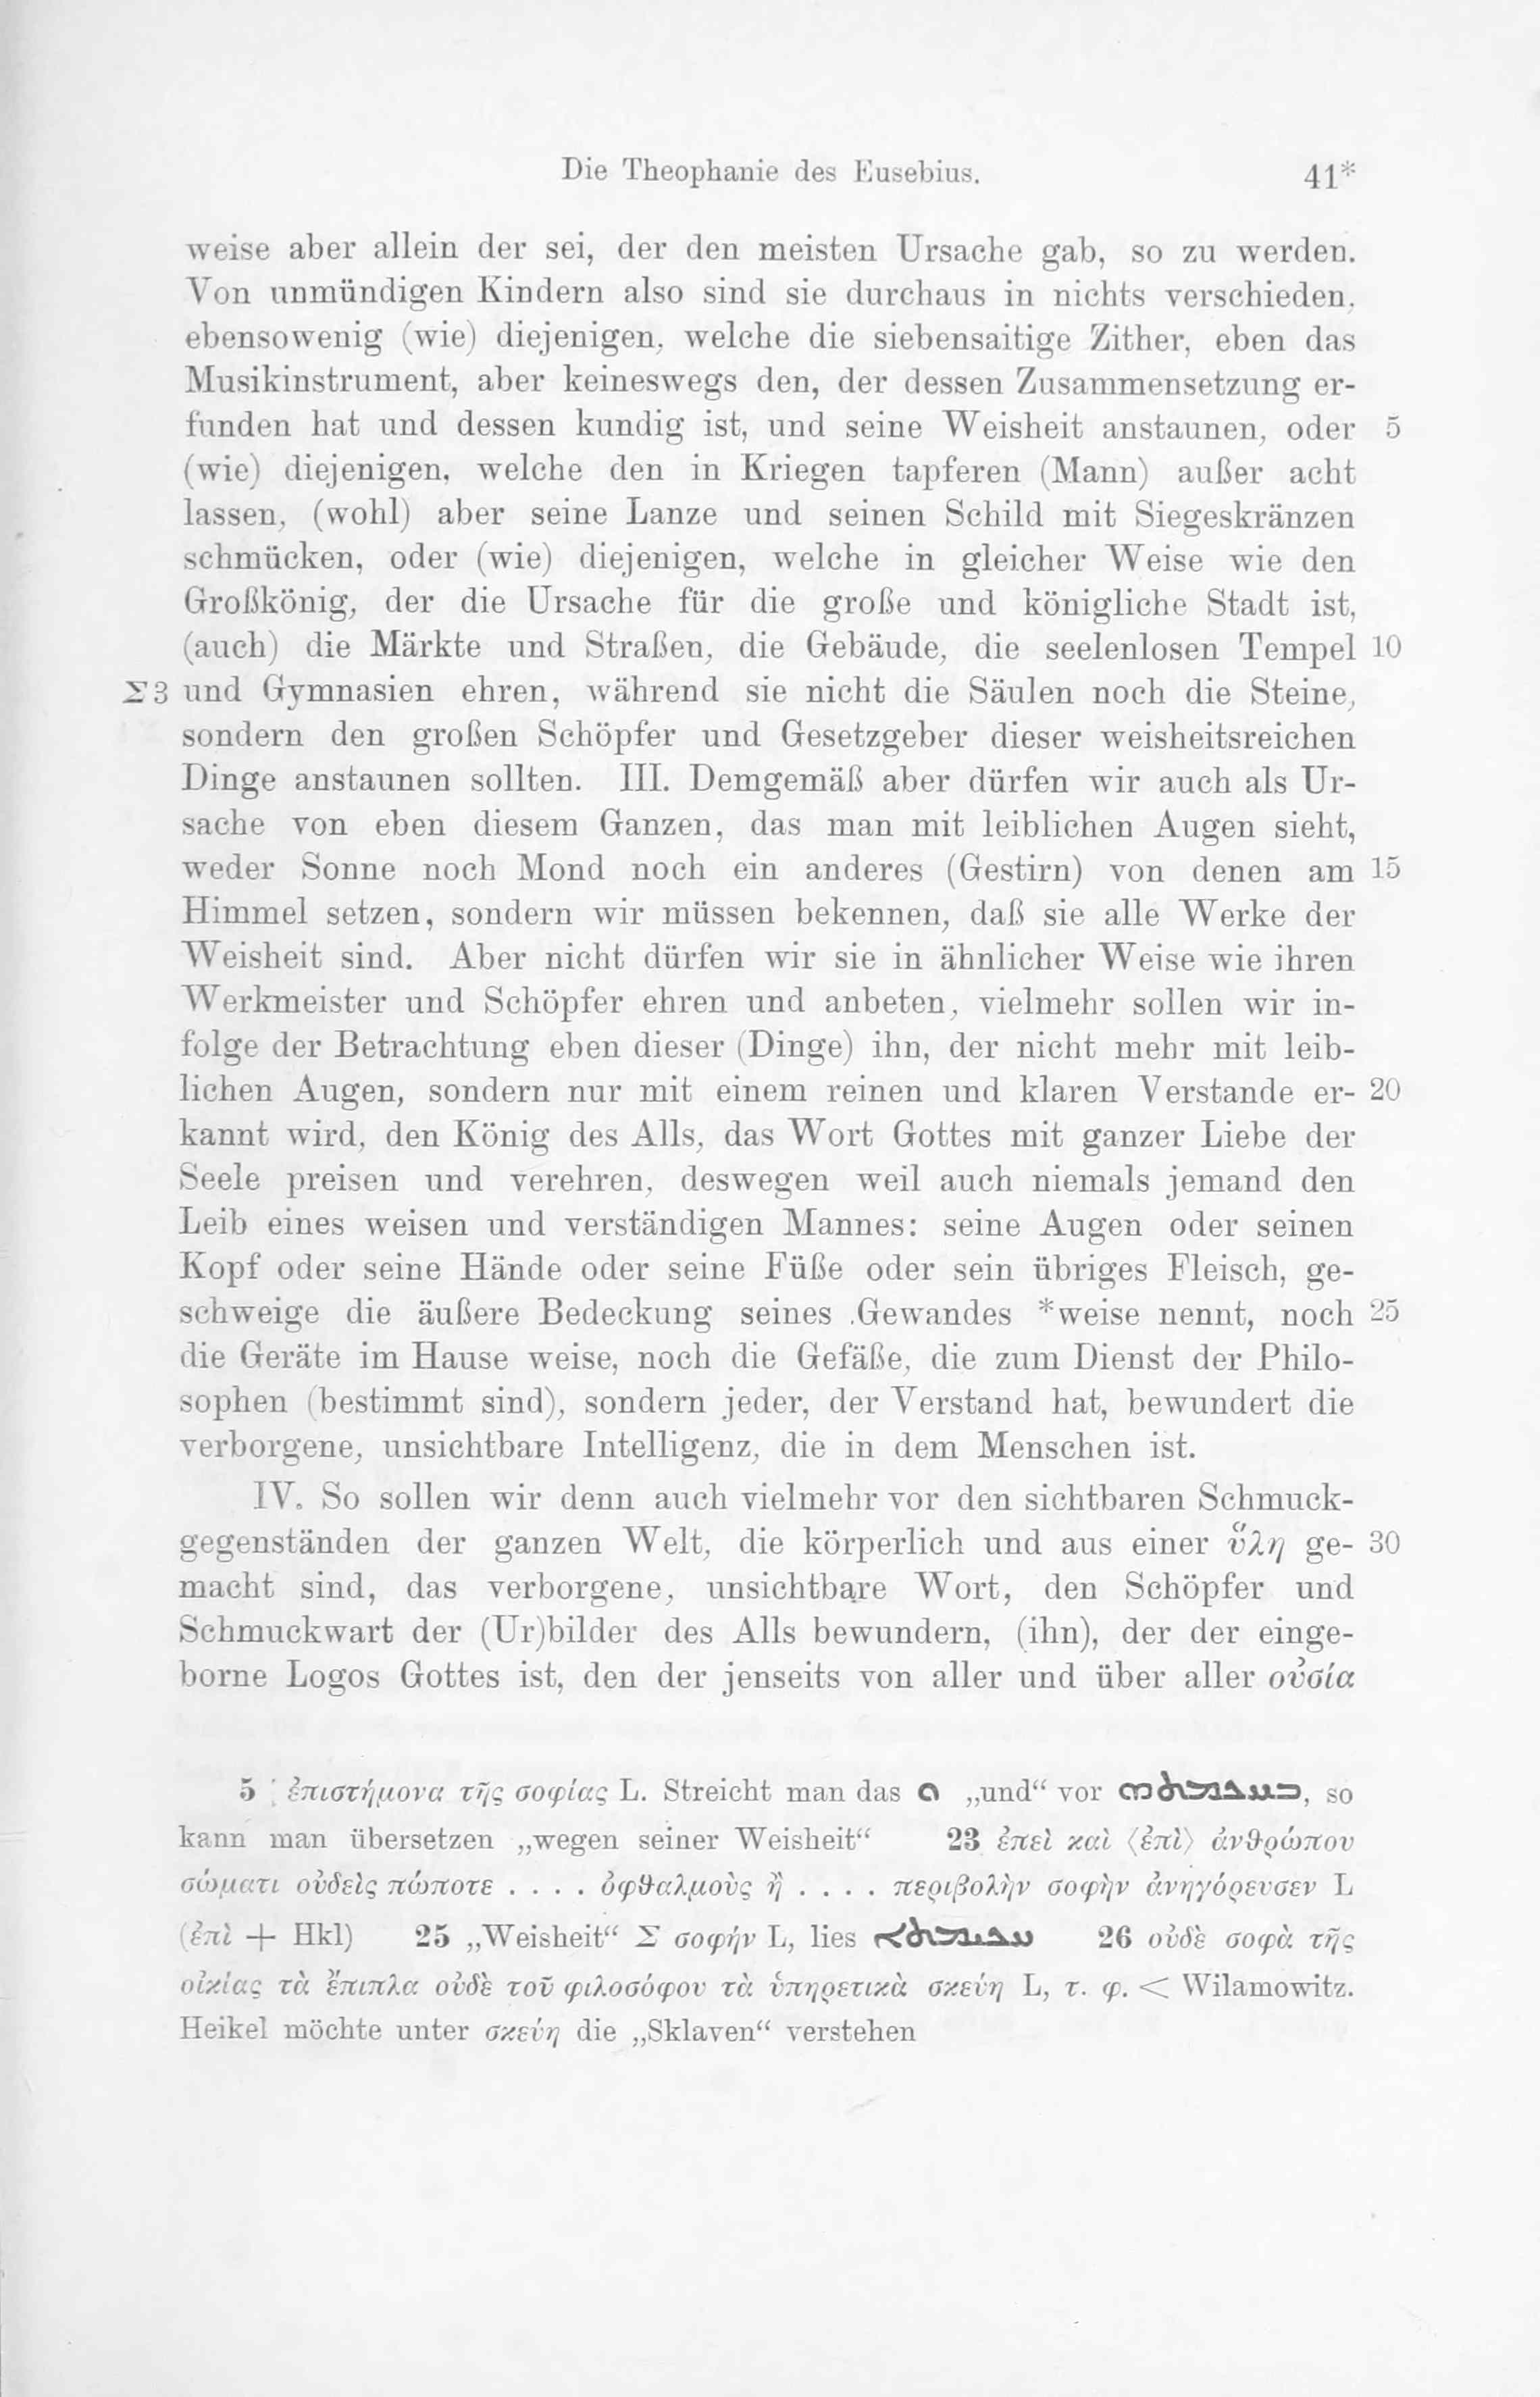 Die Theophanie des Eusebius. 41*
weise aber allein der sei, der den meisten Ursache gab, so zu werden.
Von unmündigen Kindern also sind sie durchaus in nichts verschieden,
ebensowenig (wie) diejenigen, welche die siebensaitige Zither, eben das
Musikinstrument, aber keineswegs den, der dessen Zusammensetzung er-
funden hat und dessen kundig ist, und seine Weisheit anstaunen, oder 5
(wie) diejenigen, welche den in Kriegen tapferen (Mann) außer acht
lassen, (wohl) aber seine Lanze und seinen Schild mit Siegeskränzen
schmücken, oder (wie) diejenigen, welche in gleicher Weise wie den
Großkönig, der die Ursache für die große und königliche Stadt ist,
(auch) die Märkte und Straßen, die Gebäude, die seelenlosen Tempel 10
Σ 3 und Gymnasien ehren, während sie nicht die Säulen noch die Steine,
sondern den großen Schöpfer und Gesetzgeber dieser weisheitsreichen
Dinge anstaunen sollten. III. Demgemäß aber dürfen wir auch als Ur-
sache von eben diesem Ganzen, das man mit leiblichen Augen sieht,
weder Sonne noch Mond noch ein anderes (Gestirn) von denen am 15
Himmel setzen, sondern wir müssen bekennen, daß sie alle Werke der
Weisheit sind. Aber nicht dürfen wir sie in ähnlicher Weise wie ihren
Werkmeister und Schöpfer ehren und anbeten, vielmehr sollen wir in-
folge der Betrachtung eben dieser (Dinge) ihn, der nicht mehr mit leib-
lichen Augen, sondern nur mit einem reinen und klaren Verstande er- 20
kannt wird, den König des Alls, das Wort Gottes mit ganzer Liebe der
Seele preisen und verehren, deswegen weil auch niemals jemand den
Leib eines weisen und verständigen Mannes: seine Augen oder seinen
Kopf oder seine Hände oder seine Füße oder sein übriges Fleisch, ge-
schweige die äußere Bedeckung seines Gewandes *weise nennt, noch 25
die Geräte im Hause weise, noch die Gefäße, die zum Dienst der Philo-
sophen (bestimmt sind), sondern jeder, der Verstand hat, bewundert die
verborgene, unsichtbare Intelligenz, die in dem Menschen ist.
IV. So sollen wir denn auch vielmehr vor den sichtbaren Schmuck-
gegenständen der ganzen Welt, die körperlich und aus einer ὕλη ge- 30
macht sind, das verborgene, unsichtbare Wort, den Schöpfer und
Schmuckwart der (Ur)bilder des Alls bewundern, (ihn), der der einge-
borne Logos Gottes ist, den der jenseits von aller und über aller οὐσία
5 ἐπιστήμονα τῆς σοφίας L. Streicht man das ܘ „und“ vor ܒܚܟܝܡܬܗ, so
kann man übersetzen „wegen seiner Weisheit“ 23 ἐπεὶ καὶ ⟨ἐπὶ⟩ ἀνθρώπου
σώματι οὐδεὶς πώποτε . . . . ὀφθαλμοὺς ἢ . . . . περιβολὴν σοφὴν ἀνηγόρευσεν L
(ἐπὶ + Hkl) 25 „Weisheit“ Σ σοφήν L, lies ܚܟܝܡܬܐ 26 οὐδὲ σοφὰ τῆς
οἰκίας τὰ ἔπιπλα οὐδὲ τοῦ φιλοσόφου τὰ ὑπηρετικὰ σκεύη L, τ. φ. < Wilamowitz.
Heikel möchte unter σκεύη die „Sklaven“ verstehen